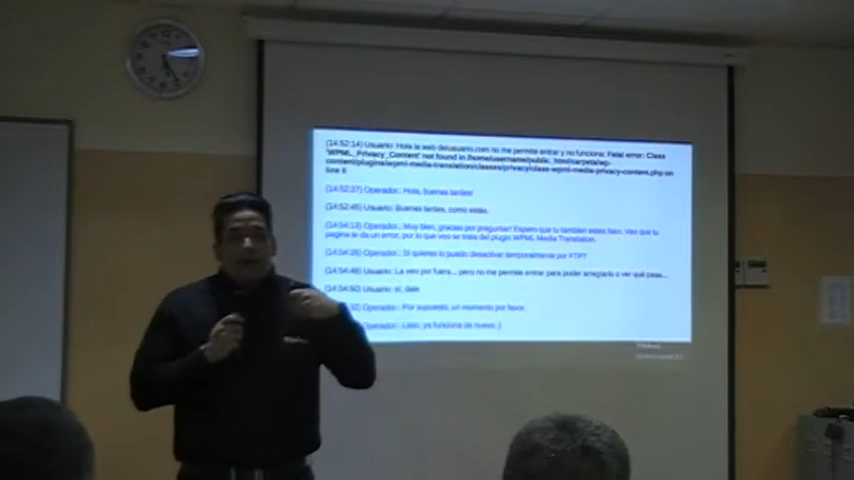 (14:52:14) Usuario: Hola la web delusuario.com no me permite entrar y no funciona: Fatal error: Class
'WPML_Privacy_Content' not found in /home/username/public_html/carpeta/wp-
content/plugins/wpml-media-translation/classes/privacy/class-wpml-media-privacy-content.php on
line 6
(14:52:37) Operador.: Hola, buenas tardes!
(14:52:45) Usuario: Buenas tardes, como estás.
(14:54:13) Operador.: Muy bien, gracias por preguntar! Espero que tu también estes bien. Veo que tu
pagina te da un error, por lo que veo se trata del plugin WPML Media Translation.
(14:54:26) Operador.: Si quieres lo puedo desactivar temporalmente por FTP?
(14:54:46) Usuario: La veo por fuera... pero no me permite entrar para poder arreglarlo o ver qué pasa...
(14:54:50) Usuario: sí, dale
Operador.: Por supuesto, un momento por favor.
Operador.: Listo, ya funciona de nuevo :)